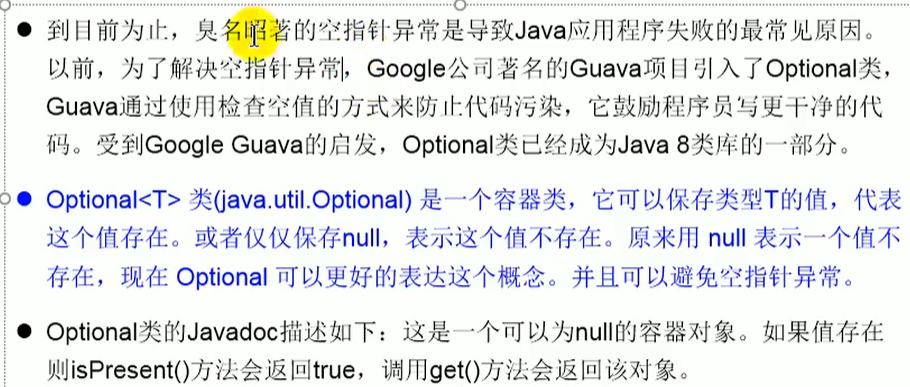 ● 到目前为止，臭名昭著的空指针异常是导致Java应用程序失败的最常见原因。
以前，为了解决空指针异常，Google公司著名的Guava项目引入了Optional类，
Guava通过使用检查空值的方式来防止代码污染，它鼓励程序员写更干净的代
码。受到Google Guava的启发，Optional类已经成为Java 8类库的一部分。
● Optional<T> 类(java.util.Optional) 是一个容器类，它可以保存类型T的值，代表
这个值存在。或者仅仅保存null，表示这个值不存在。原来用 null 表示一个值不
存在，现在 Optional 可以更好的表达这个概念。并且可以避免空指针异常。
● Optional类的Javadoc描述如下：这是一个可以为null的容器对象。如果值存在
则isPresent()方法会返回true，调用get()方法会返回该对象。